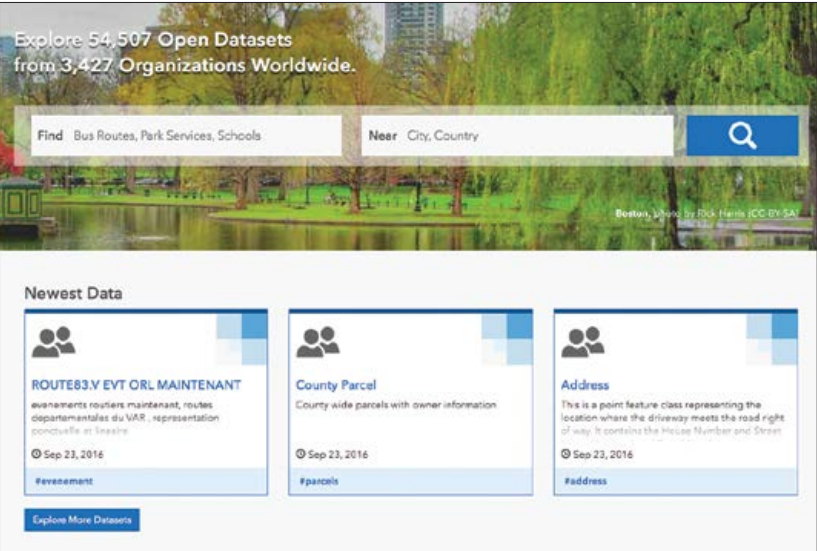 Explore 54,507 Open Datasets
from 3,427 Organizations Worldwide.
Find Bus Routes, Park Services, Schools
Near City, Country
Boston, photo by Rick Harris (CC-BY-SA)
Newest Data
ROUTE83.V EVT ORL MAINTENANT
evenements routiers maintenant, routes
departementales du VAR , representation
ponctuelle et lineaire
Sep 23, 2016
#evenement
County Parcel
County wide parcels with owner information
Sep 23, 2016
#parcels
Address
This is a point feature class representing the
location where the driveway meets the road right
of way. It contains the House Number and Street
Sep 23, 2016
#address
Explore More Datasets